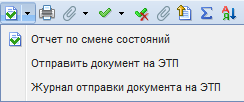 Отчет по смене состояний
Отправить документ на ЭТП
Журнал отправки документа на ЭТП